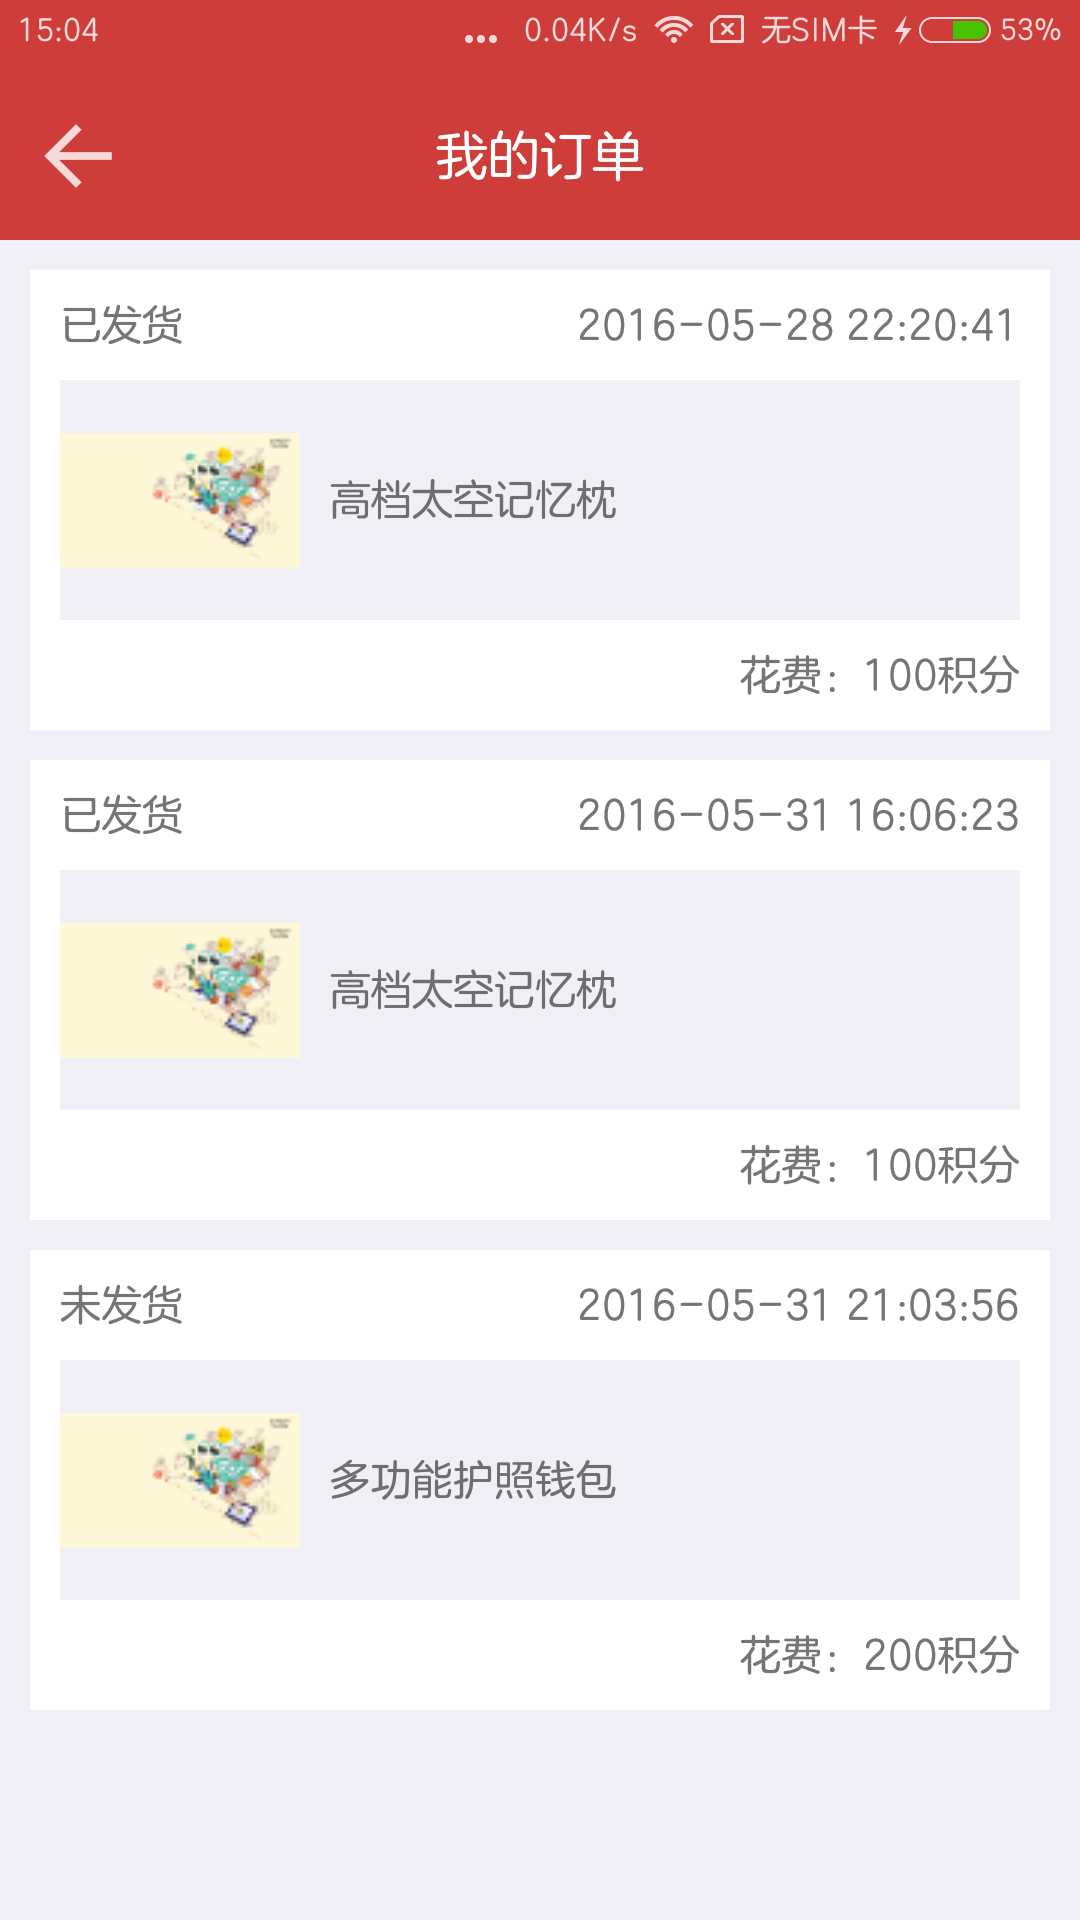 15:04 ... 0.04K/s 无SIM卡 53%
我的订单
已发货 2016-05-28 22:20:41
高档太空记忆枕
花费：100积分
已发货 2016-05-31 16:06:23
高档太空记忆枕
花费：100积分
未发货 2016-05-31 21:03:56
多功能护照钱包
花费：200积分